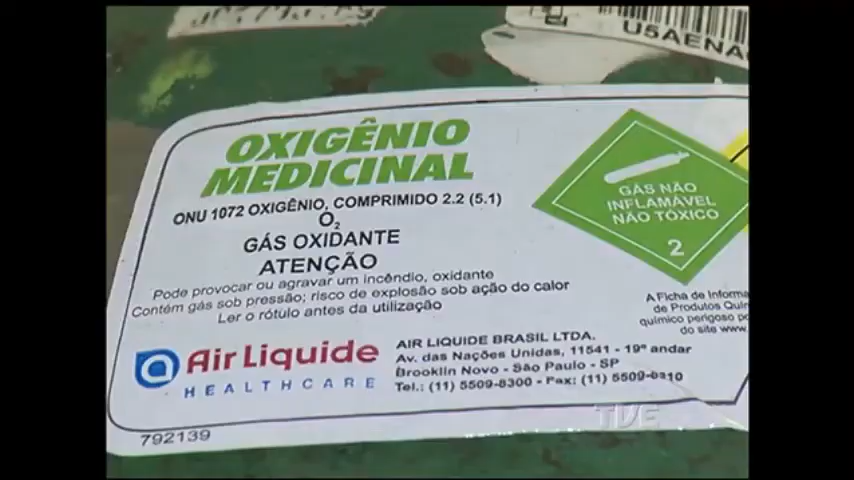 U5AENA
OXIGÊNIO
MEDICINAL
ONU 1072 OXIGÊNIO, COMPRIMIDO 2.2 (5.1)
O₂
GÁS OXIDANTE
ATENÇÃO
Pode provocar ou agravar um incêndio, oxidante
Contém gás sob pressão; risco de explosão sob ação do calor
Ler o rótulo antes da utilização
GÁS NÃO
INFLAMÁVEL
NÃO TÓXICO
2
A Ficha de Informa
de Produtos Quí
químico perigoso
do site www.
Air Liquide
HEALTHCARE
AIR LIQUIDE BRASIL LTDA.
Av. das Nações Unidas, 11541 - 19º andar
Brooklin Novo - São Paulo - SP
Tel.: (11) 5509-8300 - Fax: (11) 5509-0310
792139
TVE